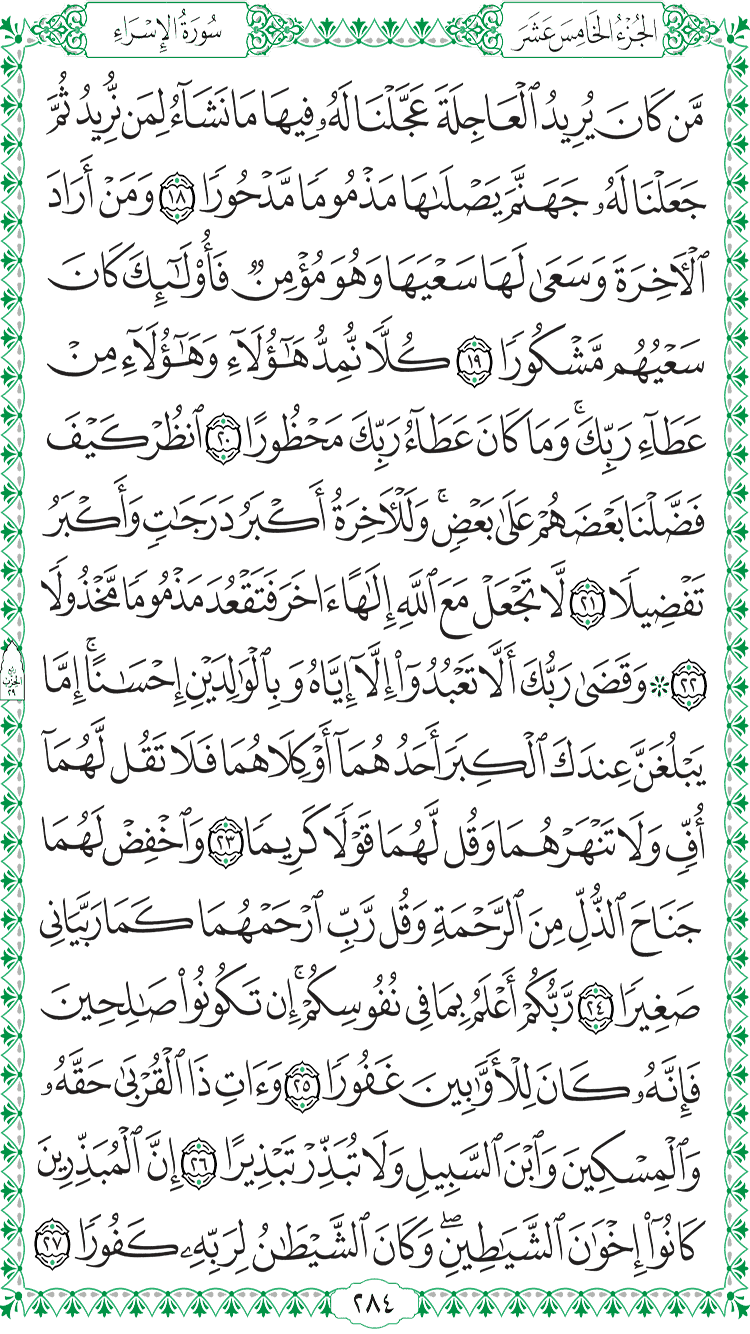 الجُزْءُ الخَامِسَ عَشَرَ
سُورَةُ الإِسْرَاءِ
مَّن كَانَ يُرِيدُ ٱلْعَاجِلَةَ عَجَّلْنَا لَهُۥ فِيهَا مَا نَشَآءُ لِمَن نُّرِيدُ ثُمَّ
جَعَلْنَا لَهُۥ جَهَنَّمَ يَصْلَىٰهَا مَذْمُومًا مَّدْحُورًا ١٨ وَمَنْ أَرَادَ
ٱلْأٓخِرَةَ وَسَعَىٰ لَهَا سَعْيَهَا وَهُوَ مُؤْمِنٌ فَأُو۟لَٰٓئِكَ كَانَ
سَعْيُهُم مَّشْكُورًا ١٩ كُلًّا نُّمِدُّ هَٰٓؤُلَآءِ وَهَٰٓؤُلَآءِ مِنْ
عَطَآءِ رَبِّكَۚ وَمَا كَانَ عَطَآءُ رَبِّكَ مَحْظُورًا ٢٠ ٱنظُرْ كَيْفَ
فَضَّلْنَا بَعْضَهُمْ عَلَىٰ بَعْضٍۚ وَلَلْأٓخِرَةُ أَكْبَرُ دَرَجَٰتٍ وَأَكْبَرُ
تَفْضِيلًا ٢١ لَّا تَجْعَلْ مَعَ ٱللَّهِ إِلَٰهًا ءَاخَرَ فَتَقْعُدَ مَذْمُومًا مَّخْذُولًا
٢٢ ۞ وَقَضَىٰ رَبُّكَ أَلَّا تَعْبُدُوٓا۟ إِلَّآ إِيَّاهُ وَبِٱلْوَٰلِدَيْنِ إِحْسَٰنًاۚ إِمَّا
يَبْلُغَنَّ عِندَكَ ٱلْكِبَرَ أَحَدُهُمَآ أَوْ كِلَاهُمَا فَلَا تَقُل لَّهُمَآ
أُفٍّ وَلَا تَنْهَرْهُمَا وَقُل لَّهُمَا قَوْلًا كَرِيمًا ٢٣ وَٱخْفِضْ لَهُمَا
جَنَاحَ ٱلذُّلِّ مِنَ ٱلرَّحْمَةِ وَقُل رَّبِّ ٱرْحَمْهُمَا كَمَا رَبَّيَانِى
صَغِيرًا ٢٤ رَّبُّكُمْ أَعْلَمُ بِمَا فِى نُفُوسِكُمْۚ إِن تَكُونُوا۟ صَٰلِحِينَ
فَإِنَّهُۥ كَانَ لِلْأَوَّٰبِينَ غَفُورًا ٢٥ وَءَاتِ ذَا ٱلْقُرْبَىٰ حَقَّهُۥ
وَٱلْمِسْكِينَ وَٱبْنَ ٱلسَّبِيلِ وَلَا تُبَذِّرْ تَبْذِيرًا ٢٦ إِنَّ ٱلْمُبَذِّرِينَ
كَانُوٓا۟ إِخْوَٰنَ ٱلشَّيَٰطِينِۖ وَكَانَ ٱلشَّيْطَٰنُ لِرَبِّهِۦ كَفُورًا ٢٧
الحزب
٢٩
٢٨٤